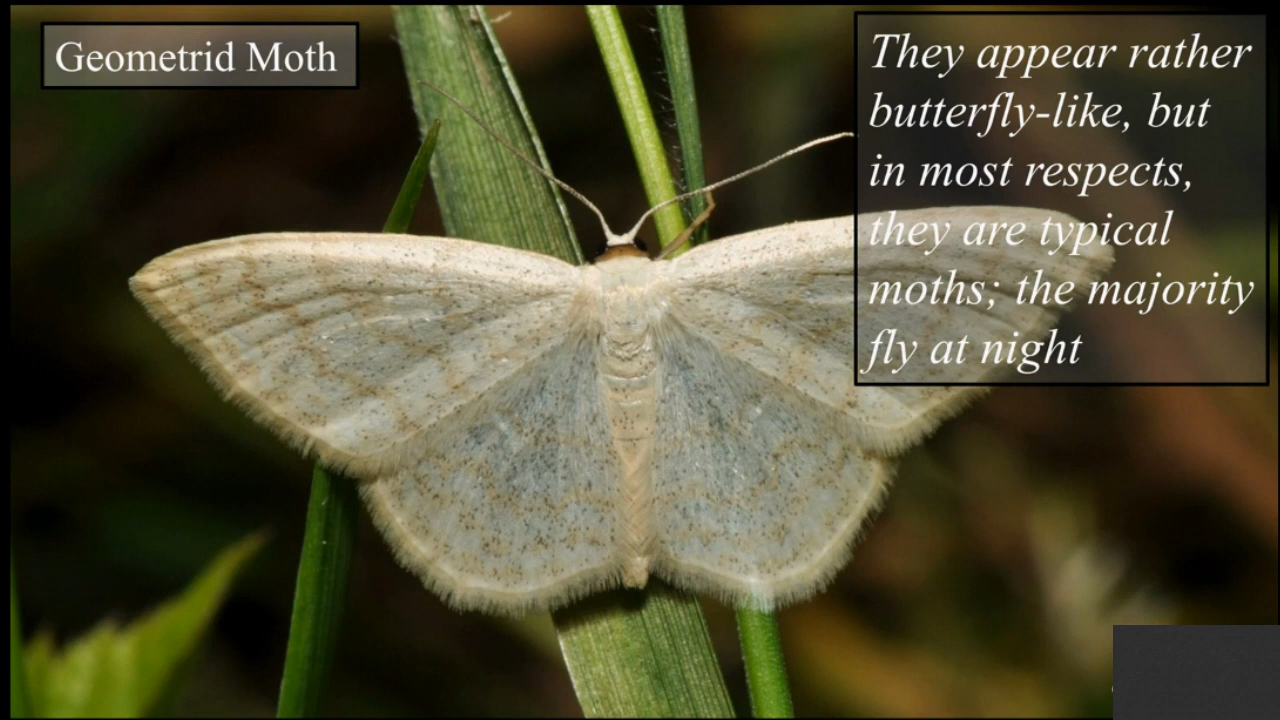 Geometrid Moth
They appear rather
butterfly-like, but
in most respects,
they are typical
moths; the majority
fly at night